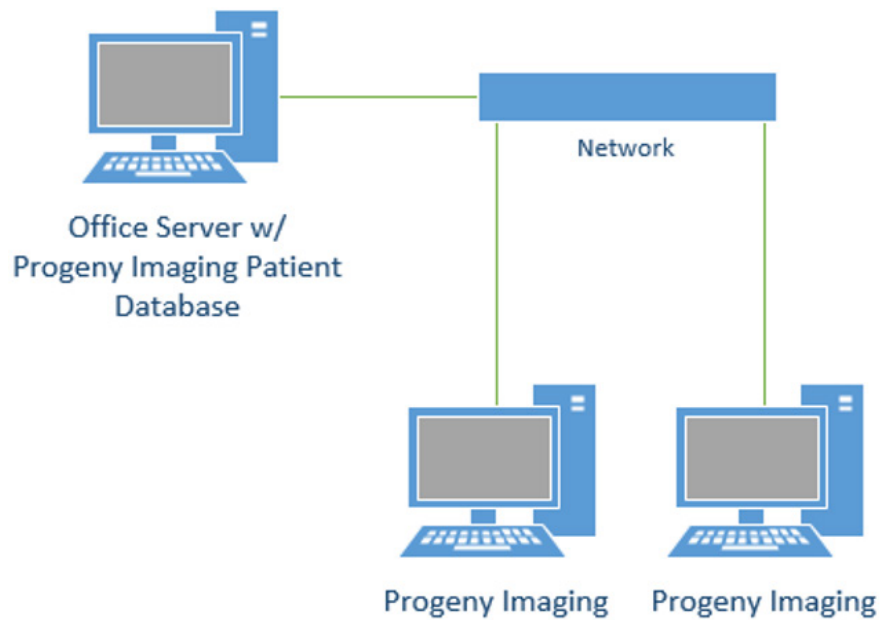 Network
Office Server w/
Progeny Imaging Patient
Database
Progeny Imaging
Progeny Imaging